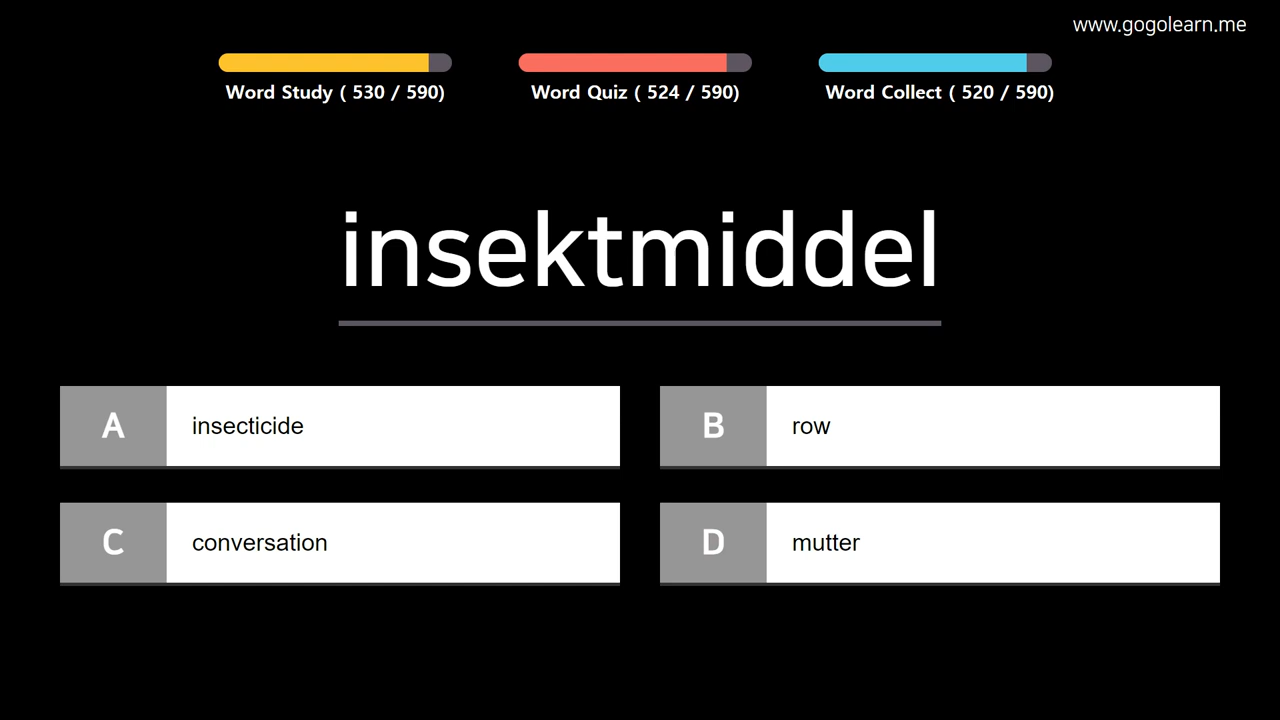 www.gogolearn.me
Word Study ( 530 / 590)
Word Quiz ( 524 / 590)
Word Collect ( 520 / 590)
insektmiddel
A insecticide
B row
C conversation
D mutter